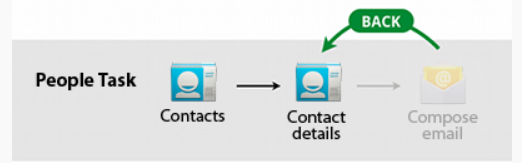 BACK
People Task
Contacts
Contact
details
Compose
email